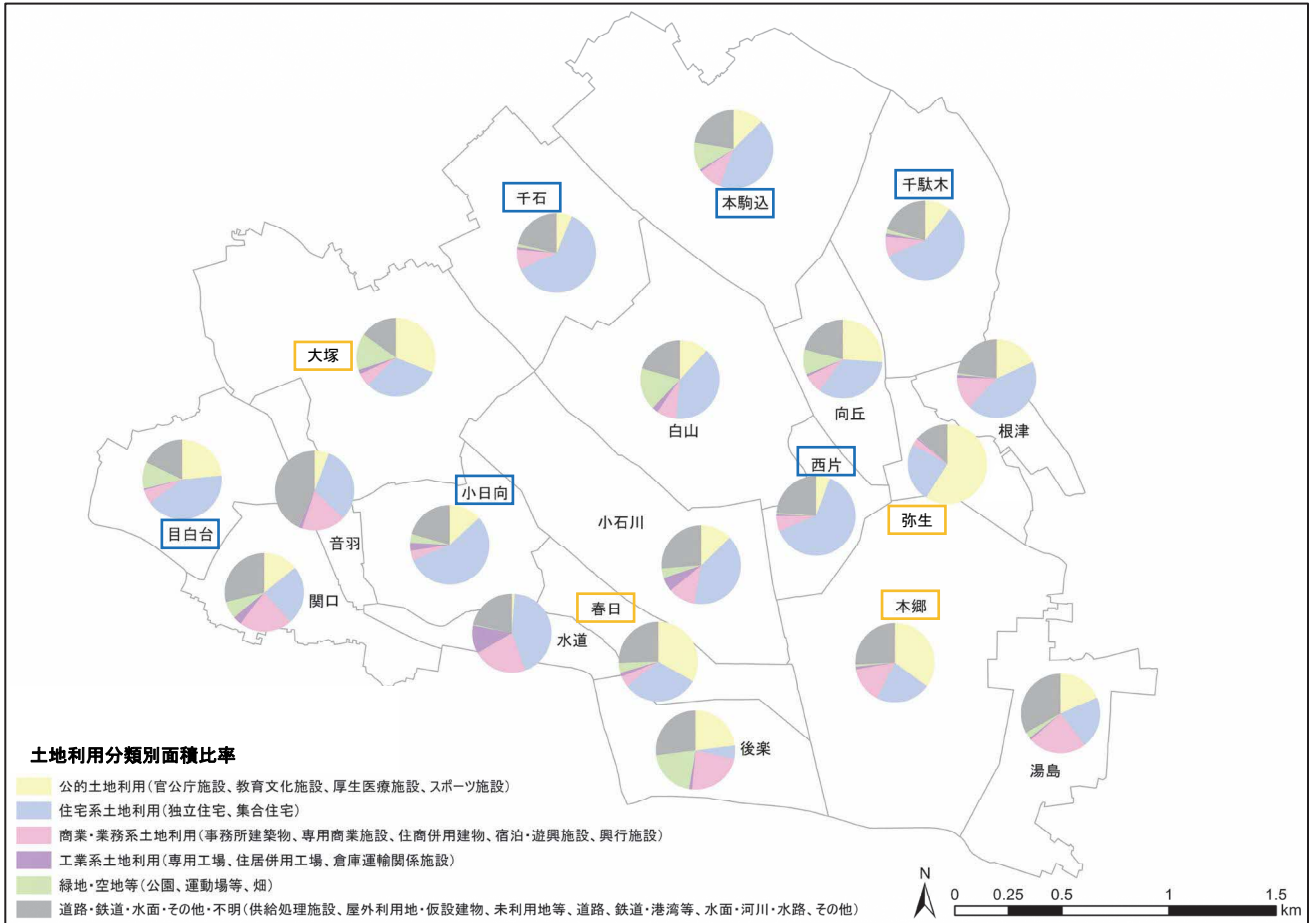 本駒込
千駄木
千石
大塚
白山
向丘
根津
西片
弥生
目白台
音羽
小日向
小石川
関口
水道
春日
本郷
後楽
湯島
土地利用分類別面積比率
公的土地利用(官公庁施設、教育文化施設、厚生医療施設、スポーツ施設)
住宅系土地利用(独立住宅、集合住宅)
商業・業務系土地利用(事務所建築物、専用商業施設、住商併用建物、宿泊・遊興施設、興行施設)
工業系土地利用(専用工場、住居併用工場、倉庫運輸関係施設)
緑地・空地等(公園、運動場等、畑)
道路・鉄道・水面・その他・不明(供給処理施設、屋外利用地・仮設建物、未利用地等、道路、鉄道・港湾等、水面・河川・水路、その他)
N
0 0.25 0.5 1 1.5
km